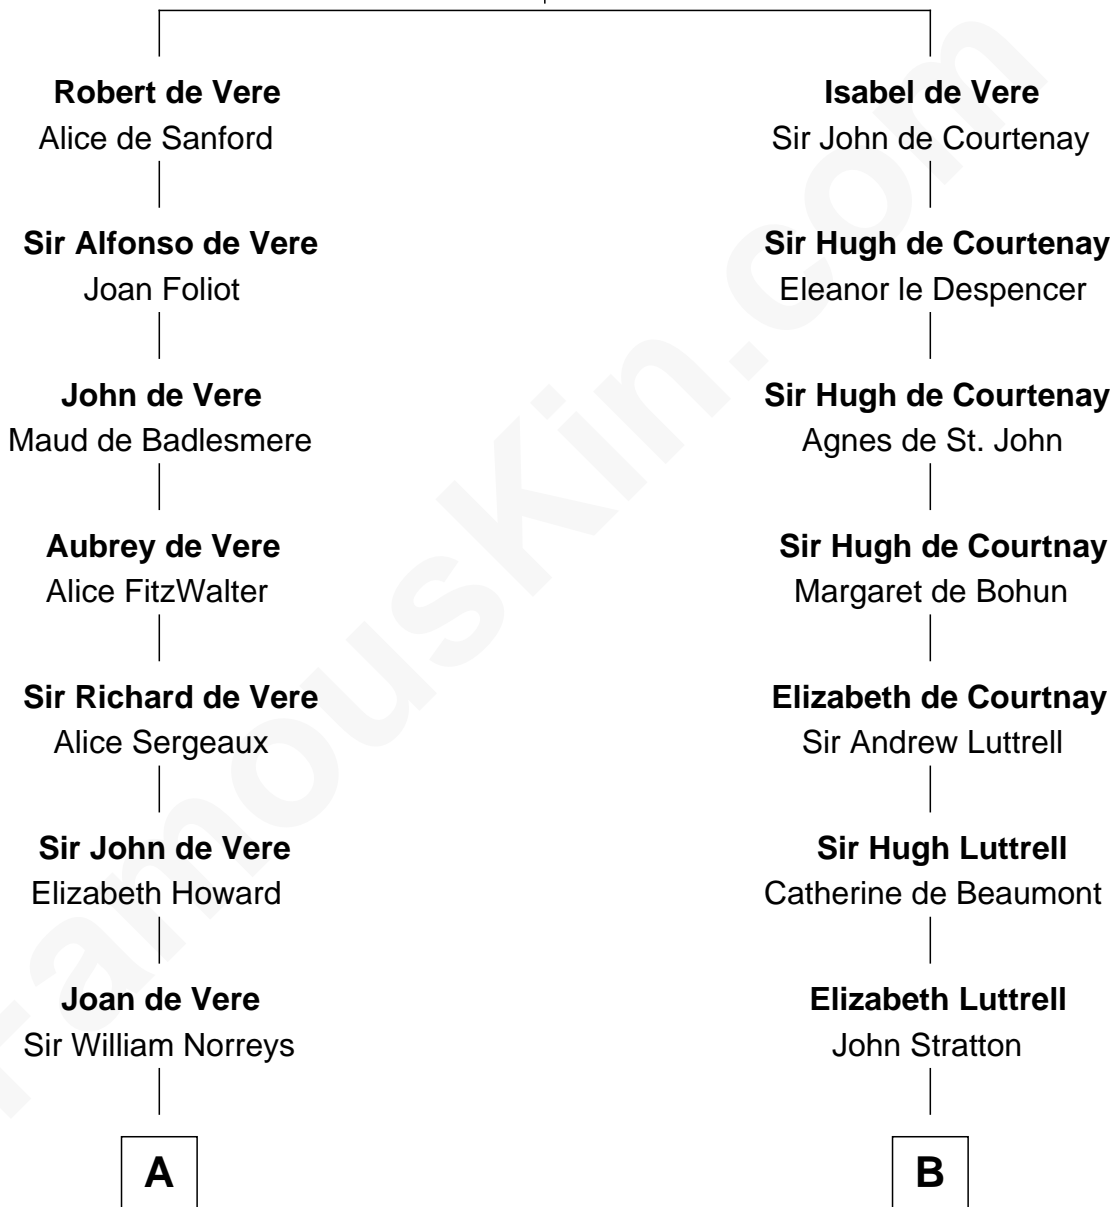 Robert de Vere
Alice de Sanford
Sir Alfonso de Vere
Joan Foliot
John de Vere
Maud de Badlesmere
Aubrey de Vere
Alice FitzWalter
Sir Richard de Vere
Alice Sergeaux
Sir John de Vere
Elizabeth Howard
Joan de Vere
Sir William Norreys
A
Isabel de Vere
Sir John de Courtenay
Sir Hugh de Courtenay
Eleanor le Despencer
Sir Hugh de Courtenay
Agnes de St. John
Sir Hugh de Courtnay
Margaret de Bohun
Elizabeth de Courtnay
Sir Andrew Luttrell
Sir Hugh Luttrell
Catherine de Beaumont
Elizabeth Luttrell
John Stratton
B
FamousKin.com